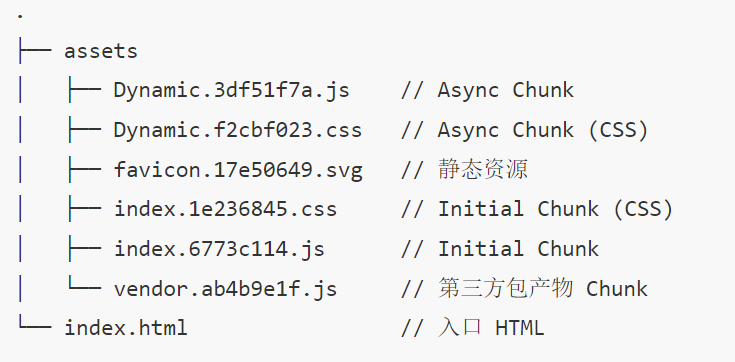 .
├── assets
│   ├── Dynamic.3df51f7a.js    // Async Chunk
│   ├── Dynamic.f2cbf023.css   // Async Chunk (CSS)
│   ├── favicon.17e50649.svg   // 静态资源
│   ├── index.1e236845.css     // Initial Chunk (CSS)
│   ├── index.6773c114.js      // Initial Chunk
│   └── vendor.ab4b9e1f.js     // 第三方包产物 Chunk
└── index.html                 // 入口 HTML